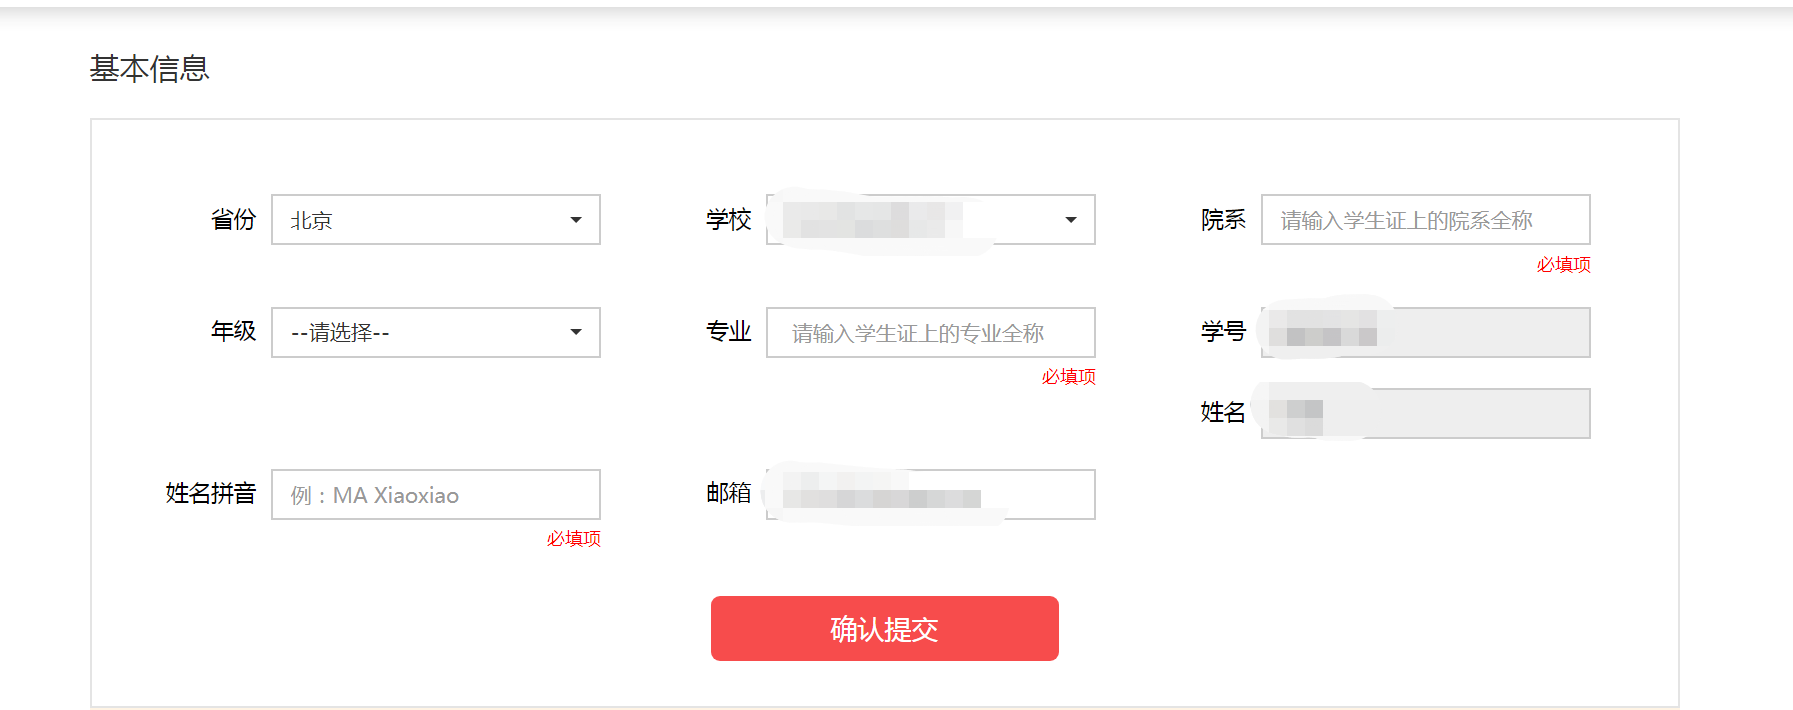 基本信息
省份 北京 学校 院系 请输入学生证上的院系全称
必填项
年级 --请选择-- 专业 请输入学生证上的专业全称 学号
必填项
姓名
姓名拼音 例：MA Xiaoxiao 邮箱
必填项
确认提交